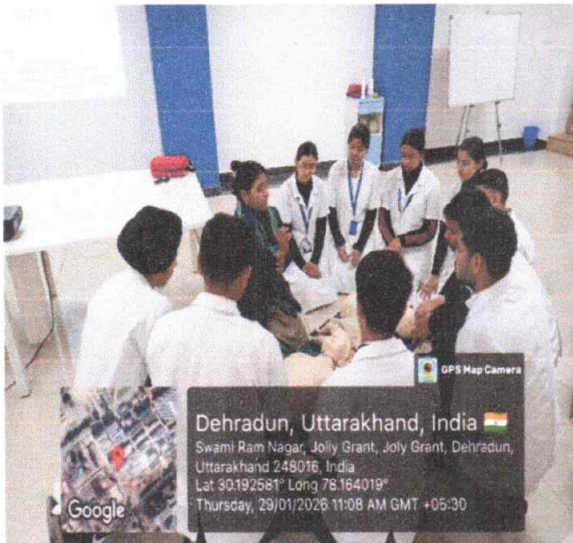 GPS Map Camera
Dehradun, Uttarakhand, India
Swami Ram Nagar, Jolly Grant, Joly Grant, Dehradun,
Uttarakhand 248016, India
Lat 30.192581° Long 78.164019°
Thursday, 29/01/2026 11:08 AM GMT +05:30
Google